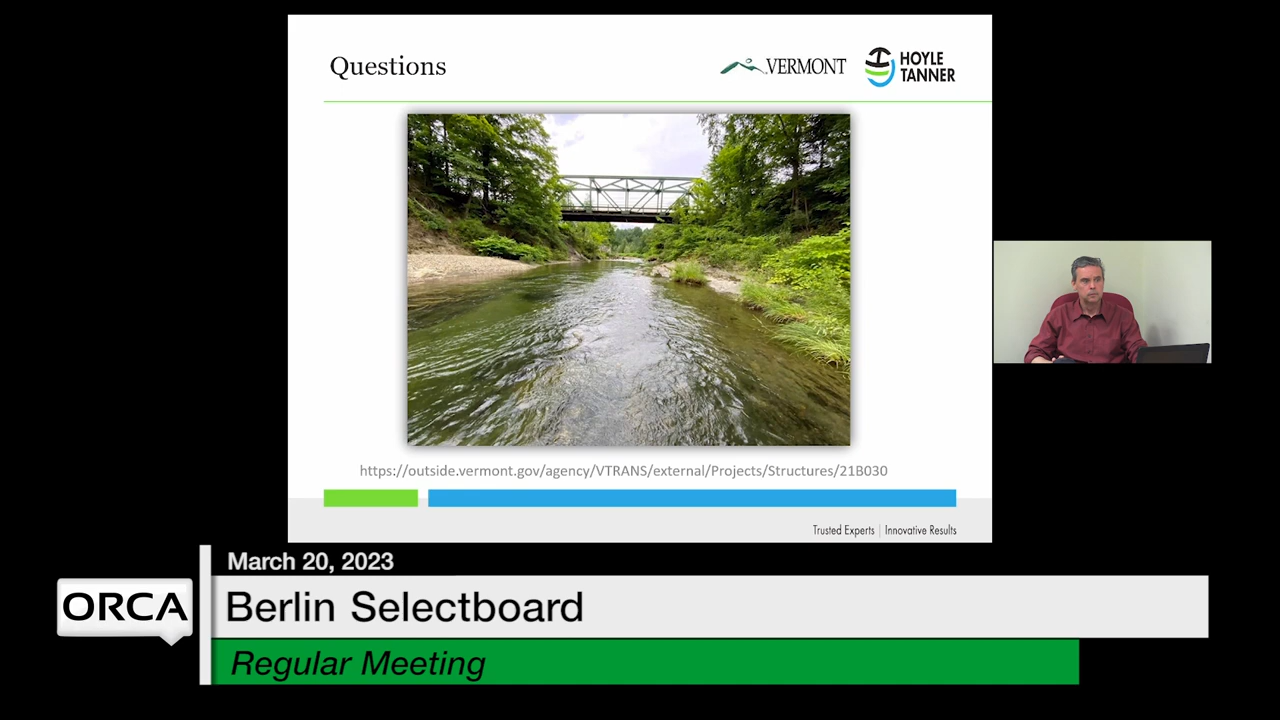 Questions
VERMONT
HOYLE
TANNER
https://outside.vermont.gov/agency/VTRANS/external/Projects/Structures/21B030
Trusted Experts | Innovative Results
March 20, 2023
ORCA
Berlin Selectboard
Regular Meeting